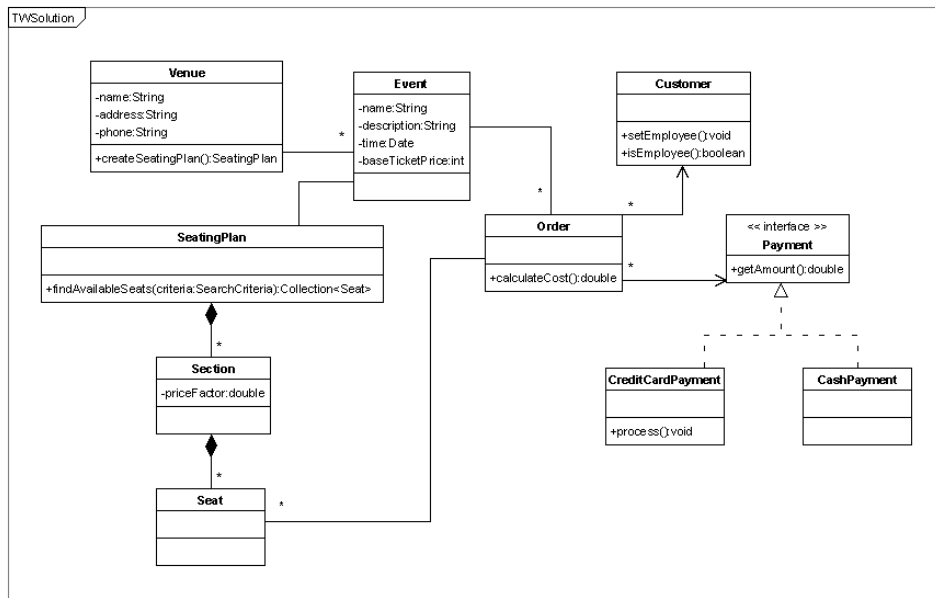 TWSolution
Venue
-name:String
-address:String
-phone:String
+createSeatingPlan():SeatingPlan
*
Event
-name:String
-description:String
-time:Date
-baseTicketPrice:int
*
Customer
+setEmployee():void
+isEmployee():boolean
*
SeatingPlan
+findAvailableSeats(criteria:SearchCriteria):Collection<Seat>
Order
+calculateCost():double
*
<< interface >>
Payment
+getAmount():double
*
Section
-priceFactor:double
CreditCardPayment
+process():void
CashPayment
*
Seat
*